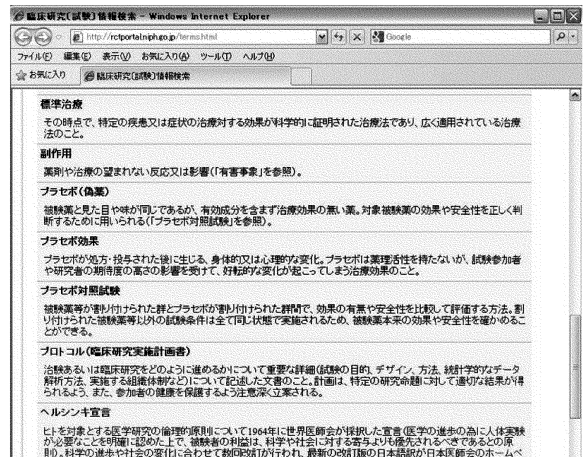 臨床研究(試験)情報検索 - Windows Internet Explorer
http://rctportal.niph.go.jp/terms.html
Google
ファイル(F) 編集(E) 表示(V) お気に入り(A) ツール(T) ヘルプ(H)
お気に入り 臨床研究(試験)情報検索
標準治療
その時点で、特定の疾患又は症状の治療対する効果が科学的に証明された治療法であり、広く適用されている治療
法のこと。
副作用
薬剤や治療の望まれない反応又は影響(「有害事象」を参照)。
プラセボ(偽薬)
被験薬と見た目や味が同じであるが、有効成分を含まず治療効果の無い薬。対象被験薬の効果や安全性を正しく判
断するために用いられる(「プラセボ対照試験」を参照)。
プラセボ効果
プラセボが処方・投与された後に生じる、身体的又は心理的な変化。プラセボは薬理活性を持たないが、試験参加者
や研究者の期待度の高さの影響を受けて、好転的な変化が起こってしまう治療効果のこと。
プラセボ対照試験
被験薬等が割り付けられた群とプラセボが割り付けられた群間で、効果の有無や安全性を比較して評価する方法。割
り付けられた被験薬等以外の試験条件は全て同じ状態で実施されるため、被験薬本来の効果や安全性を確かめるこ
とができる。
プロトコル(臨床研究実施計画書)
治験あるいは臨床研究をどのように進めるかについて重要な詳細(試験の目的、デザイン、方法、統計学的なデータ
解析方法、実施する組織体制など)について記述した文書のこと。計画は、特定の研究命題に対して適切な結果が得
られるよう、また、参加者の健康を保護するよう注意深く立案される。
ヘルシンキ宣言
ヒトを対象とする医学研究の倫理的原則について1964年に世界医師会が採択した宣言(医学の進歩の為に人体実験
が必要なことを明確に認めた上で、被験者の利益は、科学や社会に対する寄与よりも優先されるべきであるとの原
則)。科学の進歩や社会の変化に合わせて数回改訂が行われ、最新の改訂版の日本語訳が日本医師会のホームペ